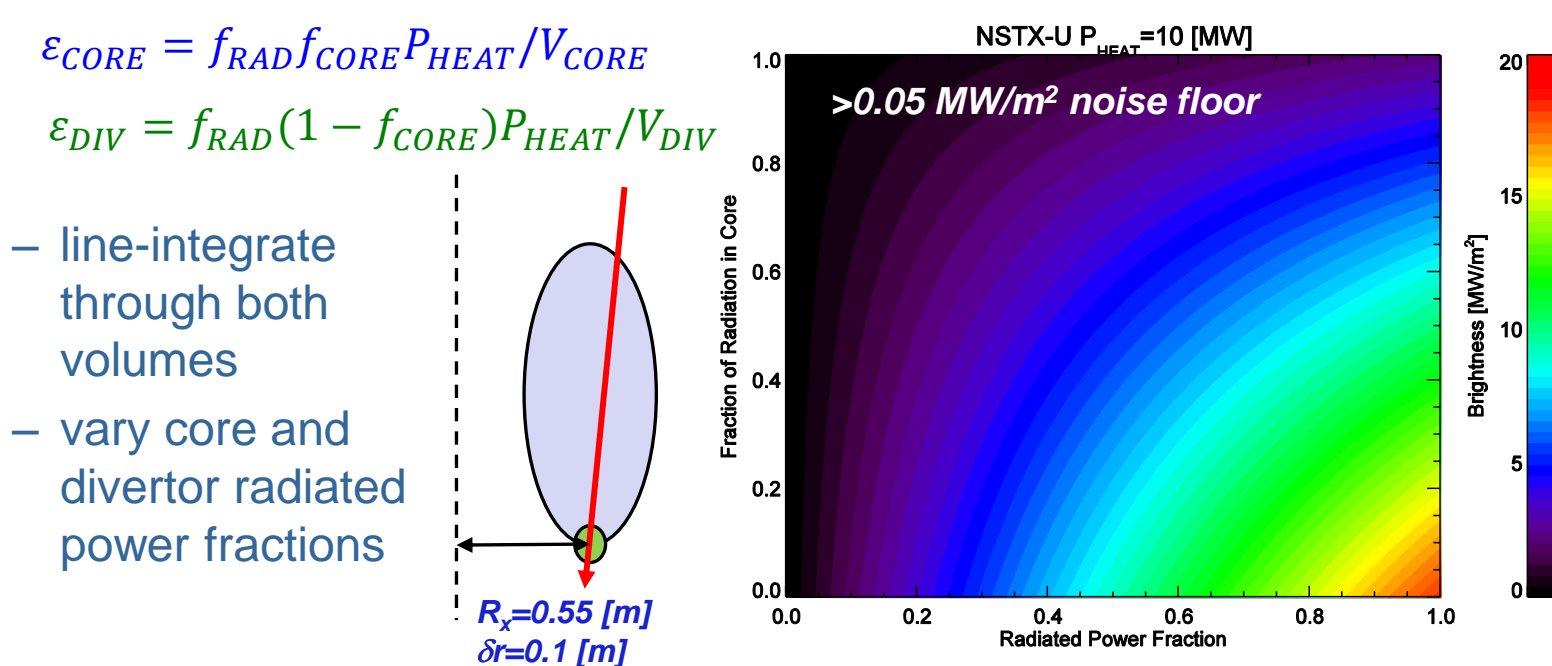 ε_CORE = f_RAD f_CORE P_HEAT/V_CORE
ε_DIV = f_RAD(1 − f_CORE)P_HEAT/V_DIV
– line-integrate
through both
volumes
– vary core and
divertor radiated
power fractions
R_x=0.55 [m]
δr=0.1 [m]
NSTX-U P_HEAT=10 [MW]
>0.05 MW/m² noise floor
Fraction of Radiation in Core
1.0
0.8
0.6
0.4
0.2
0.0
0.0 0.2 0.4 0.6 0.8 1.0
Radiated Power Fraction
Brightness [MW/m²]
20
15
10
5
0